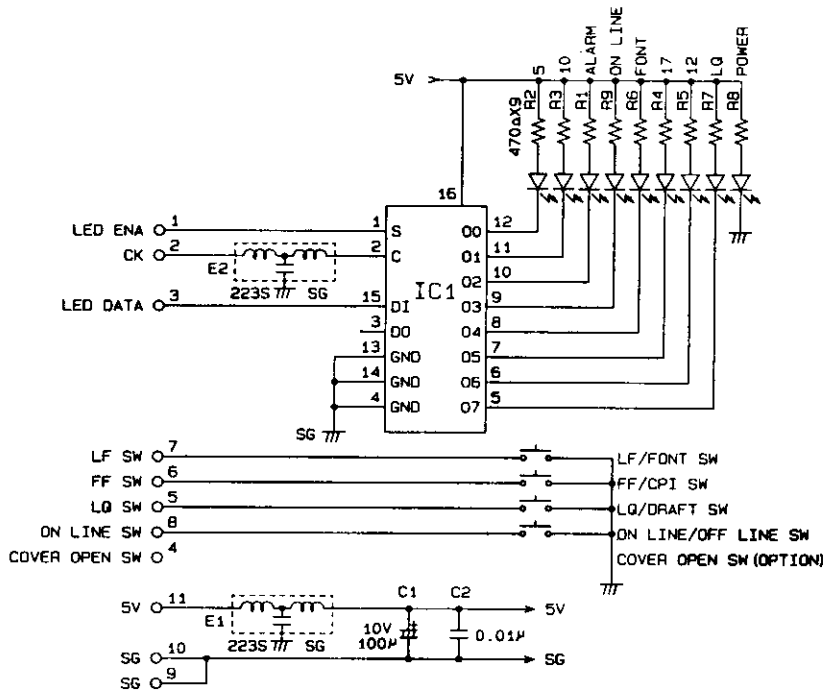 5V
5
10
ALARM
ON LINE
FONT
17
12
LQ
POWER
470ΩX9
R2
R3
R1
R9
R6
R4
R5
R7
R8
16
LED ENA 1
1 S
O0 12
CK 2
E2
223S SG
2 C
O1 11
O2 10
IC1
LED DATA 3
15 DI
O3 9
3 DO
O4 8
13 GND
O5 7
14 GND
O6 6
4 GND
O7 5
SG
LF SW 7
LF/FONT SW
FF SW 6
FF/CPI SW
LQ SW 5
LQ/DRAFT SW
ON LINE SW 8
ON LINE/OFF LINE SW
COVER OPEN SW 4
COVER OPEN SW (OPTION)
5V 11
E1
223S SG
C1
10V
100μ
+
C2
0.01μ
5V
SG 10
SG
SG 9